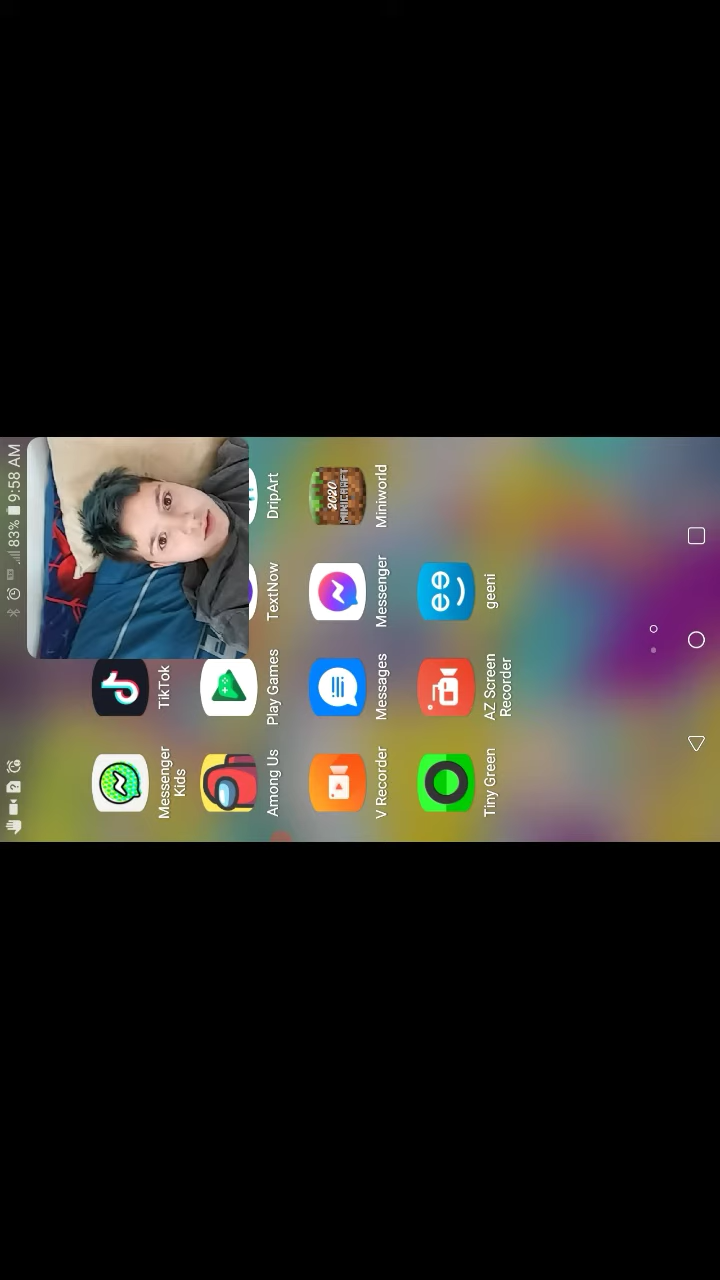 83% 9:58 AM
DripArt
Miniworld
2020
MINICRAFT
TextNow
Messenger
geeni
TikTok
Play Games
Messages
AZ Screen
Recorder
Messenger
Kids
Among Us
V Recorder
Tiny Green